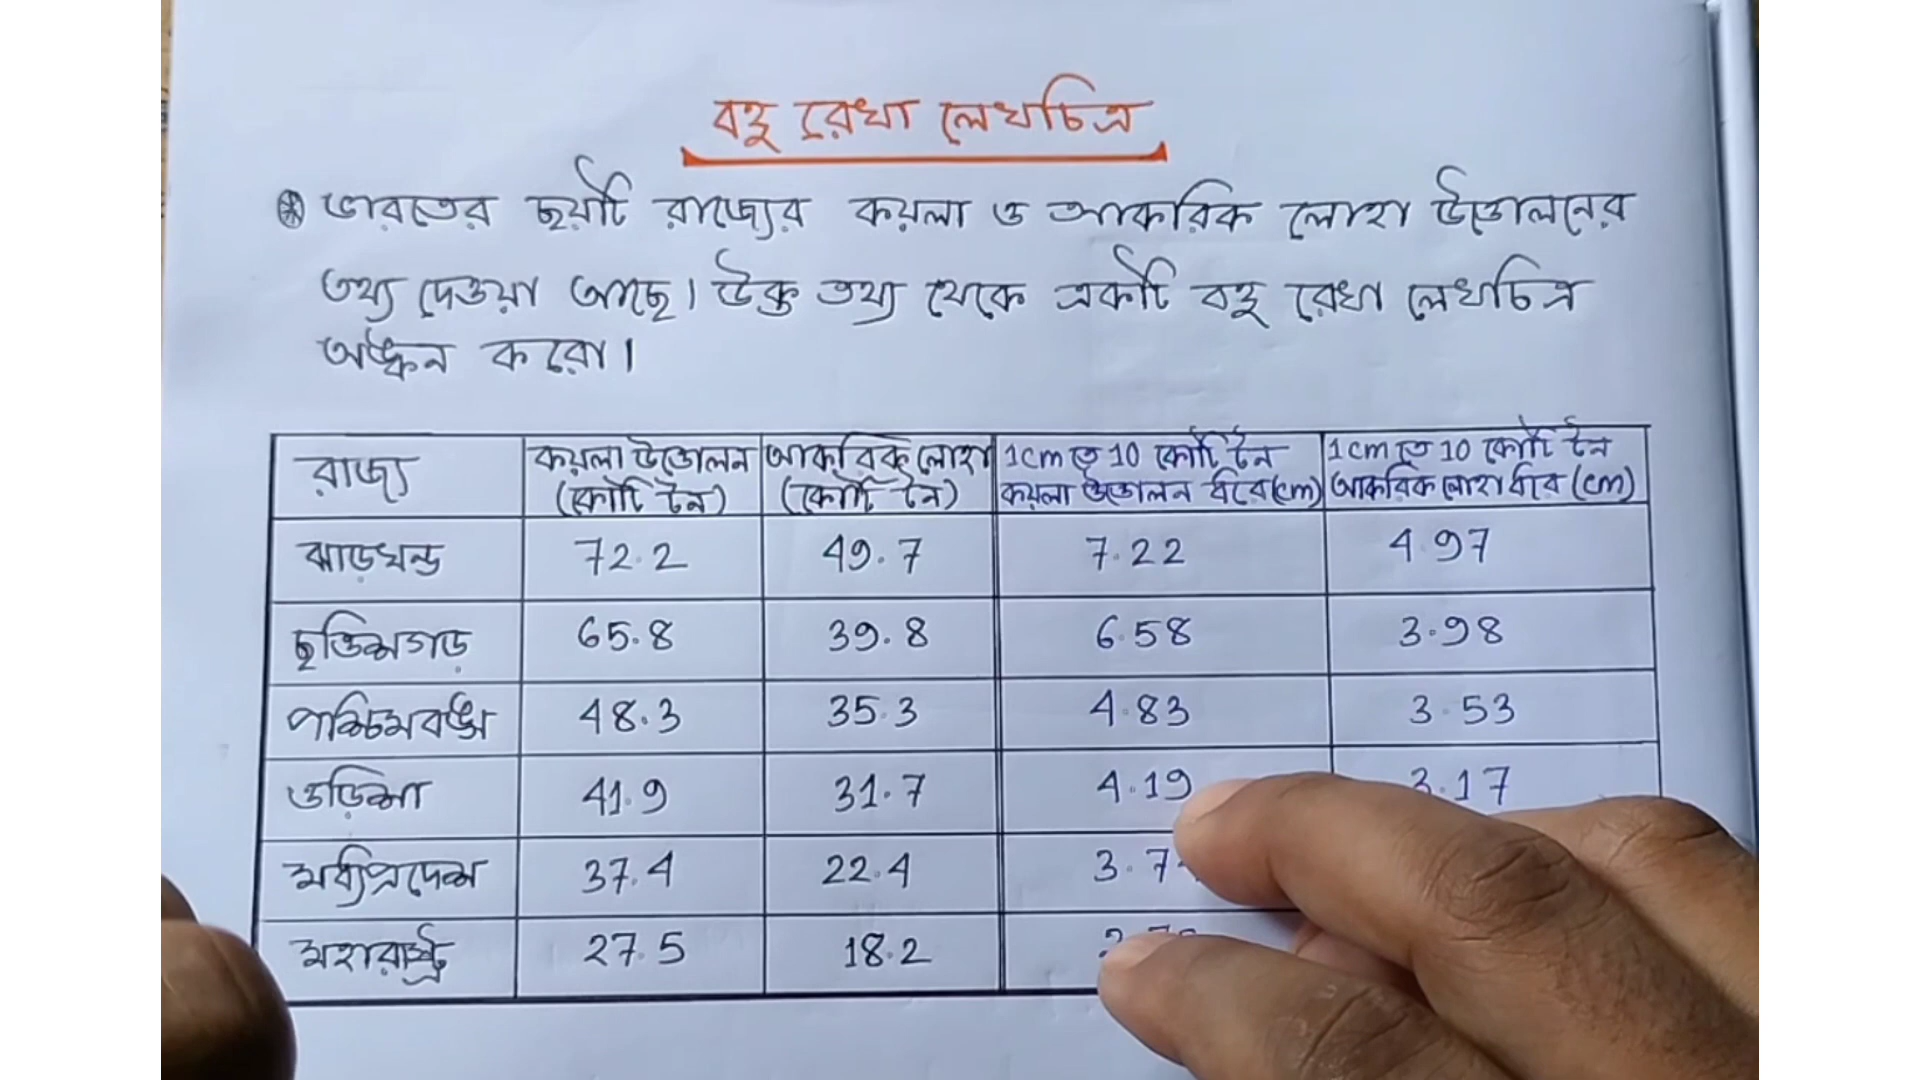 বহু রেখা লেখচিত্র
ভারতের ছয়টি রাজ্যের কয়লা ও আকরিক লোহা উত্তোলনের
তথ্য দেওয়া আছে। উক্ত তথ্য থেকে একটি বহু রেখা লেখচিত্র
অঙ্কন করো।
রাজ্য কয়লা উত্তোলন (কোটি টন) আকরিক লোহা (কোটি টন) 1cm তে 10 কোটি টন কয়লা উত্তোলন ধরে (cm) 1cm তে 10 কোটি টন আকরিক লোহা ধরে (cm)
ঝাড়খন্ড 72.2 49.7 7.22 4.97
ছত্তিশগড় 65.8 39.8 6.58 3.98
পশ্চিমবঙ্গ 48.3 35.3 4.83 3.53
ওড়িশা 41.9 31.7 4.19 3.17
মধ্যপ্রদেশ 37.4 22.4 3.7
মহারাষ্ট্র 27.5 18.2